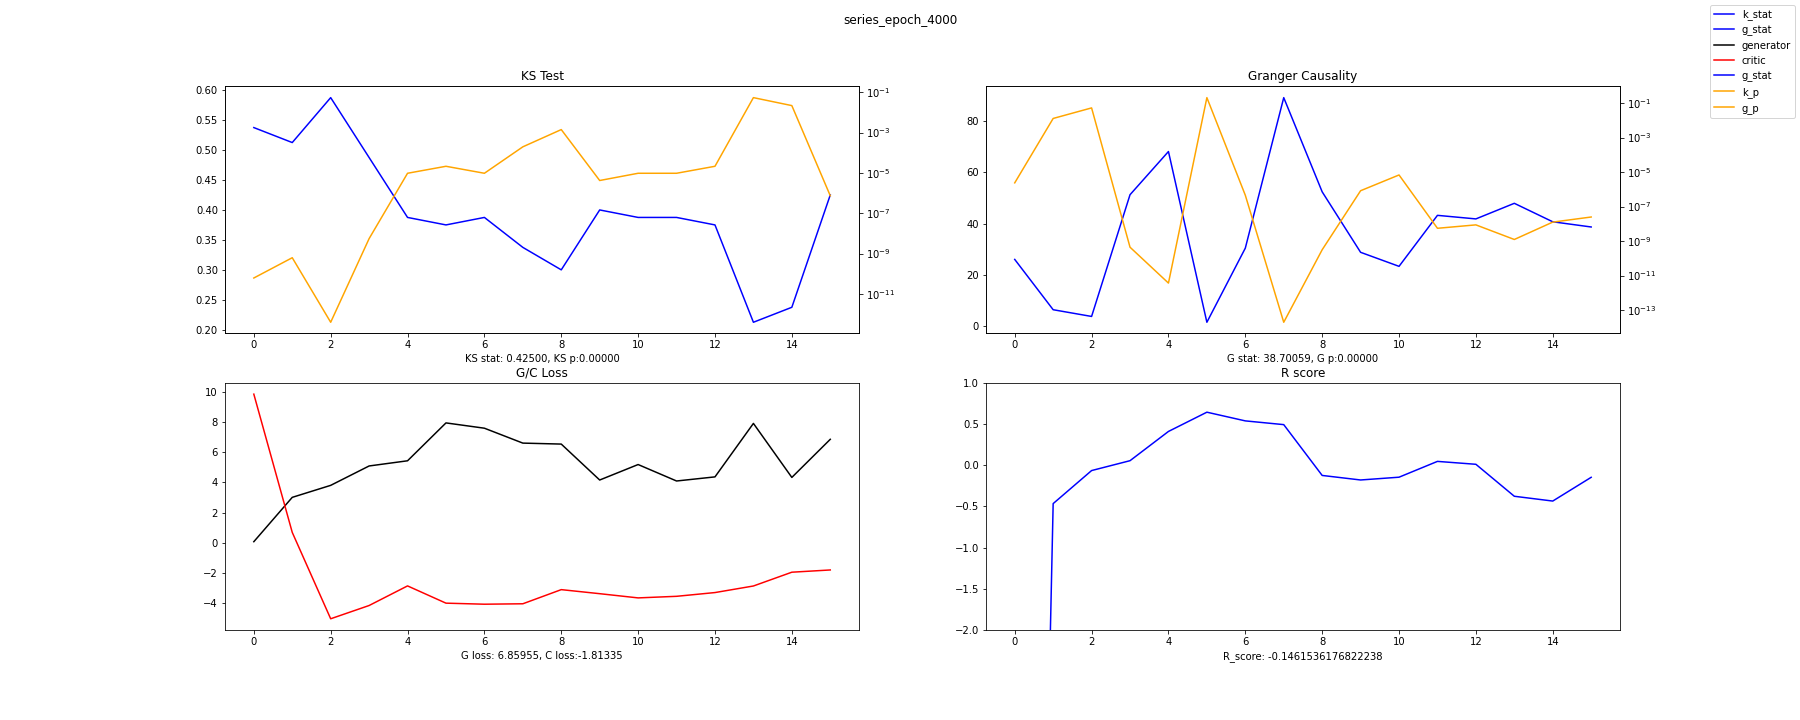 series_epoch_4000
k_stat
g_stat
generator
critic
g_stat
k_p
g_p
KS Test
0.60
0.55
0.50
0.45
0.40
0.35
0.30
0.25
0.20
10⁻¹
10⁻³
10⁻⁵
10⁻⁷
10⁻⁹
10⁻¹¹
0 2 4 6 8 10 12 14
KS stat: 0.42500, KS p:0.00000
Granger Causality
80
60
40
20
0
10⁻¹
10⁻³
10⁻⁵
10⁻⁷
10⁻⁹
10⁻¹¹
10⁻¹³
0 2 4 6 8 10 12 14
G stat: 38.70059, G p:0.00000
G/C Loss
10
8
6
4
2
0
−2
−4
0 2 4 6 8 10 12 14
G loss: 6.85955, C loss:-1.81335
R score
1.0
0.5
0.0
−0.5
−1.0
−1.5
−2.0
0 2 4 6 8 10 12 14
R_score: -0.1461536176822238